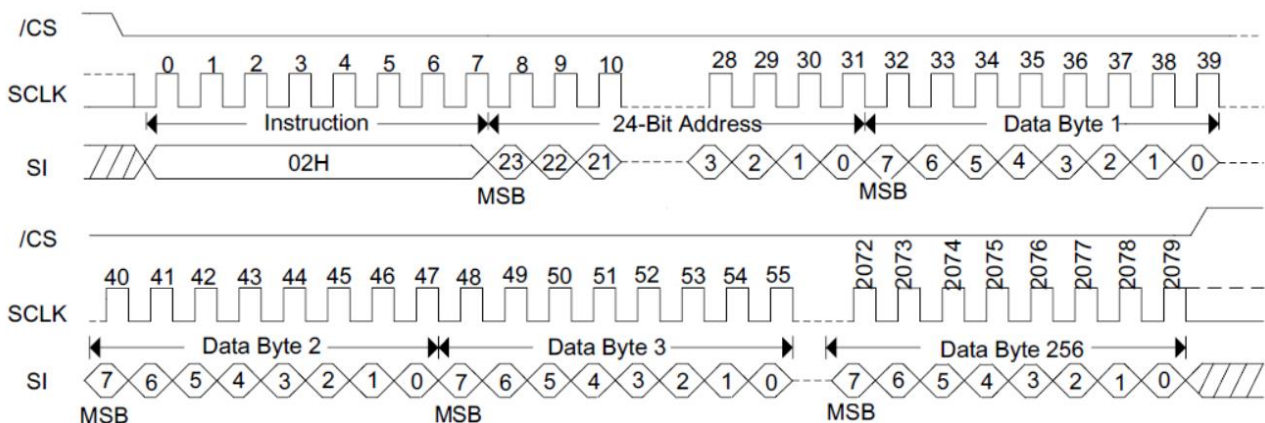 /CS
0 1 2 3 4 5 6 7 8 9 10 28 29 30 31 32 33 34 35 36 37 38 39
SCLK
Instruction 24-Bit Address Data Byte 1
SI 02H 23 22 21 3 2 1 0 7 6 5 4 3 2 1 0
MSB MSB
/CS
40 41 42 43 44 45 46 47 48 49 50 51 52 53 54 55 2072 2073 2074 2075 2076 2077 2078 2079
SCLK
Data Byte 2 Data Byte 3 Data Byte 256
SI 7 6 5 4 3 2 1 0 7 6 5 4 3 2 1 0 7 6 5 4 3 2 1 0
MSB MSB MSB